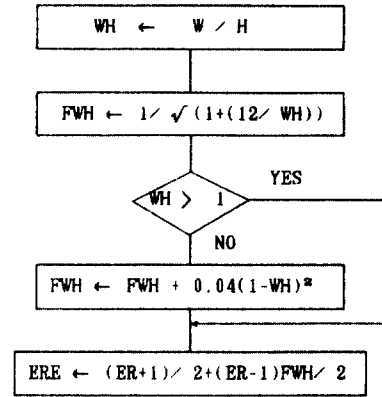 WH ← W / H
FWH ← 1/ √(1+(12/ WH))
WH > 1
YES
NO
FWH ← FWH + 0.04(1-WH)²
ERE ← (ER+1)/ 2+(ER-1)FWH/ 2